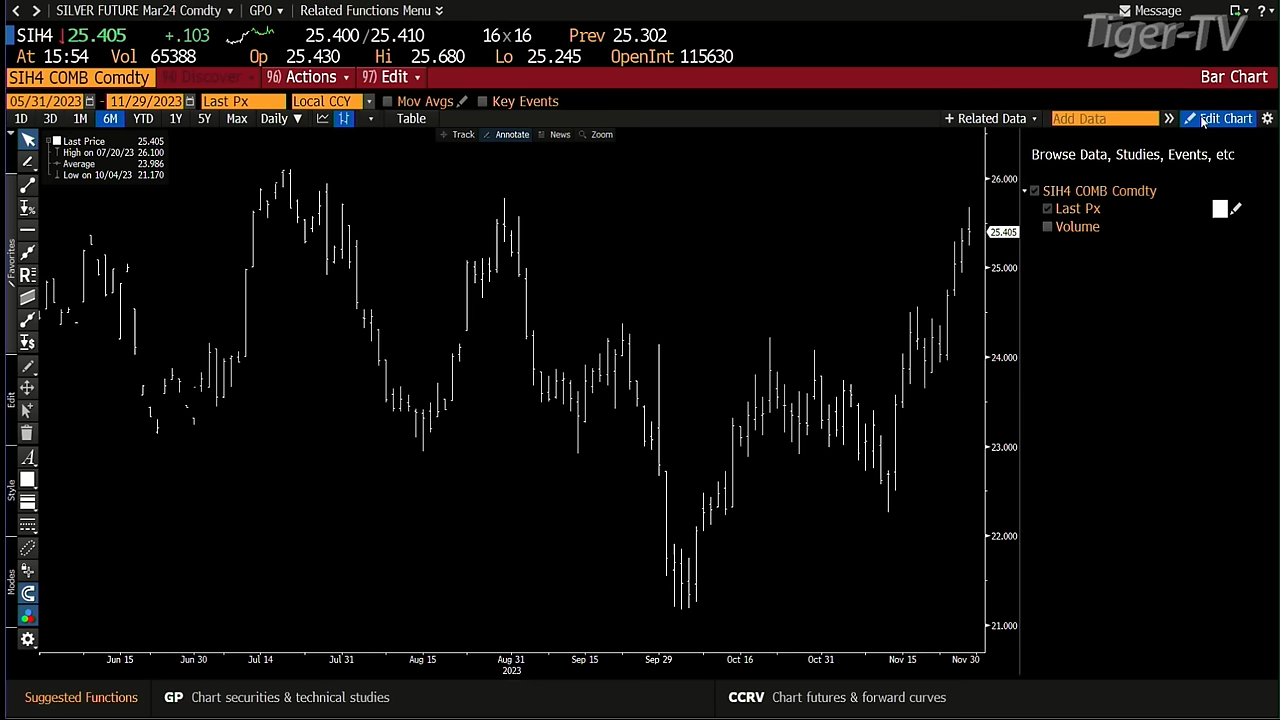 SILVER FUTURE Mar24 Comdty GPO Related Functions Menu Message ?
Tiger-TV
SIH4 25.405 +.103 25.400/25.410 16×16 Prev 25.302
At 15:54 Vol 65388 Op 25.430 Hi 25.680 Lo 25.245 OpenInt 115630
SIH4 COMB Comdty 94) Discover 96) Actions 97) Edit Bar Chart
05/31/2023 - 11/29/2023 Last Px Local CCY Mov Avgs Key Events
1D 3D 1M 6M YTD 1Y 5Y Max Daily ▼ Table + Related Data Add Data » Edit Chart
Track Annotate News Zoom
Last Price 25.405
High on 07/20/23 26.100
Average 23.986
Low on 10/04/23 21.170
Browse Data, Studies, Events, etc
SIH4 COMB Comdty
Last Px
Volume
Favorites
Edit
Style
Modes
%
R
$
A
26.000
25.405
25.000
24.000
23.000
22.000
21.000
Jun 15 Jun 30 Jul 14 Jul 31 Aug 15 Aug 31 Sep 15 Sep 29 Oct 16 Oct 31 Nov 15 Nov 30
2023
Suggested Functions GP Chart securities & technical studies CCRV Chart futures & forward curves